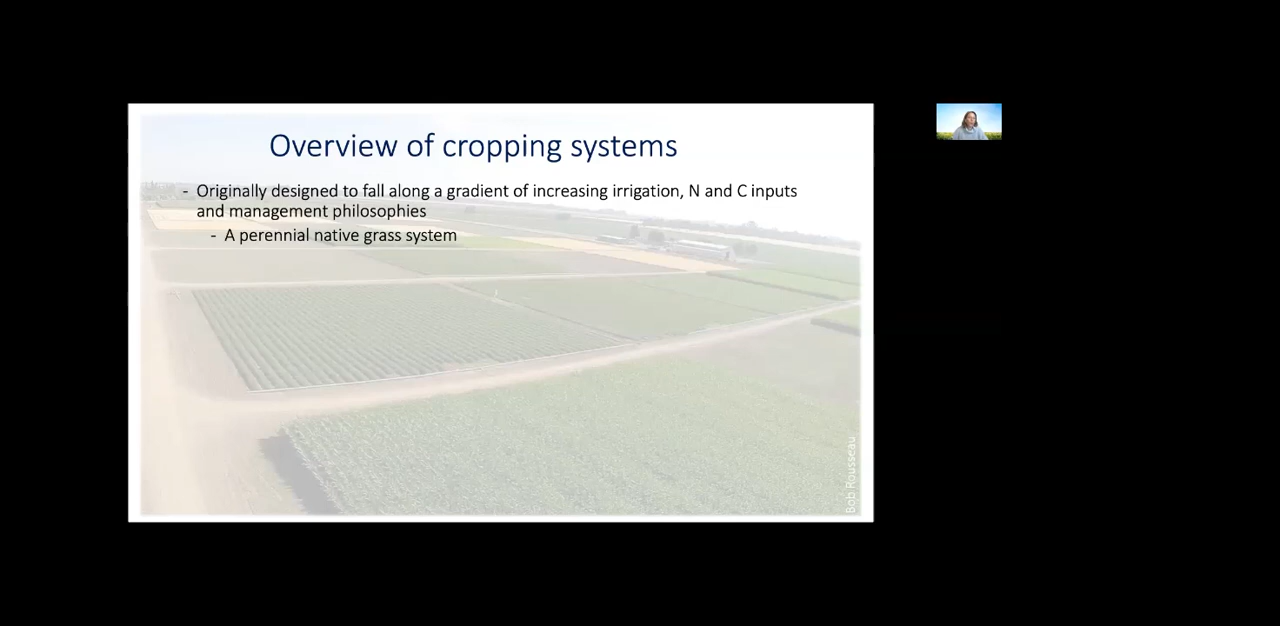 Overview of cropping systems
- Originally designed to fall along a gradient of increasing irrigation, N and C inputs
and management philosophies
- A perennial native grass system
Bob Rousseau